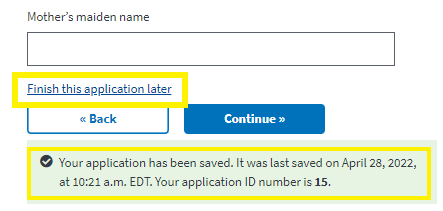 Mother's maiden name
Finish this application later
« Back
Continue »
Your application has been saved. It was last saved on April 28, 2022,
at 10:21 a.m. EDT. Your application ID number is 15.